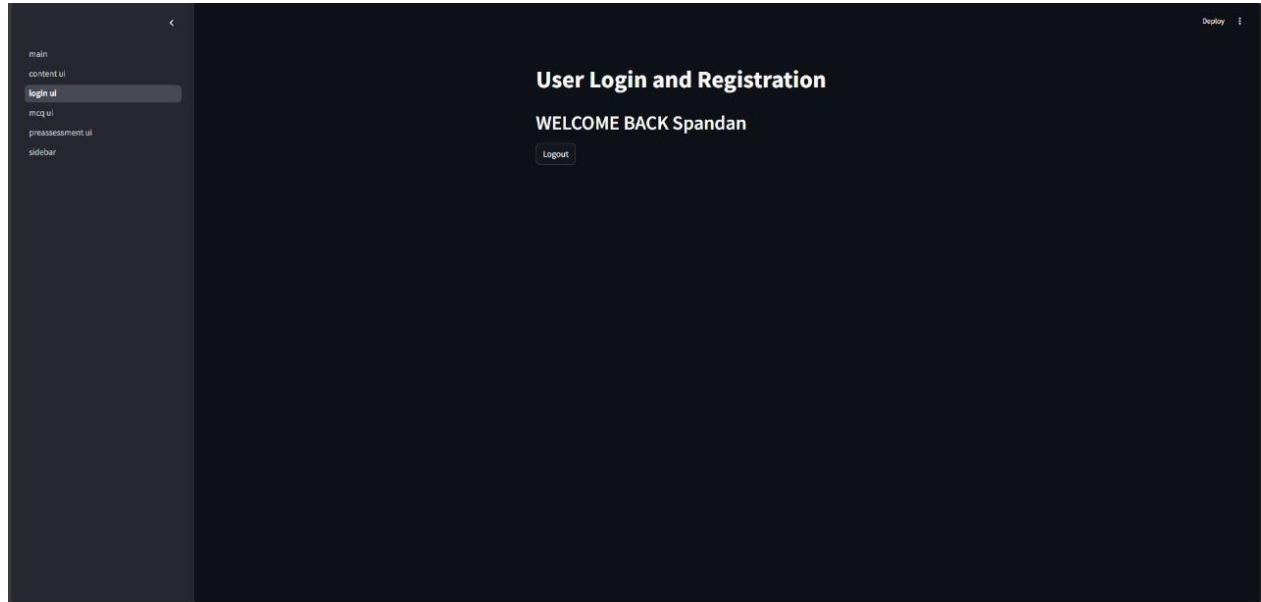 Deploy
main
content ui
login ui
mcq ui
preassessment ui
sidebar
User Login and Registration
WELCOME BACK Spandan
Logout